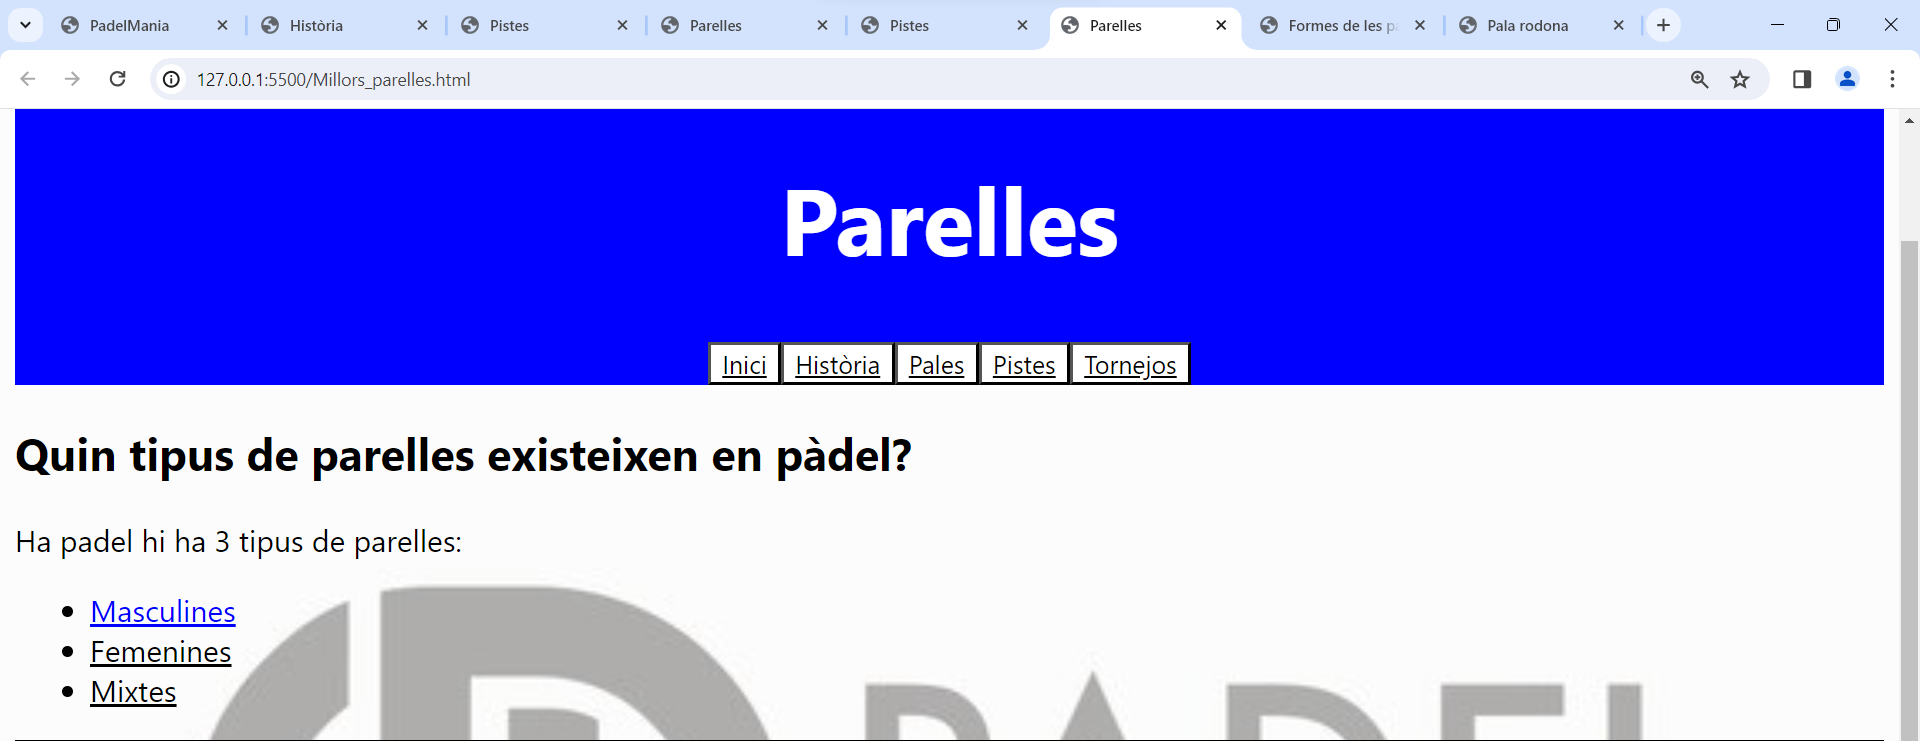 PadelMania Història Pistes Parelles Pistes Parelles Formes de les pa Pala rodona
127.0.0.1:5500/Millors_parelles.html
Parelles
Inici Història Pales Pistes Tornejos
Quin tipus de parelles existeixen en pàdel?
Ha padel hi ha 3 tipus de parelles:
Masculines
Femenines
Mixtes
PADEL